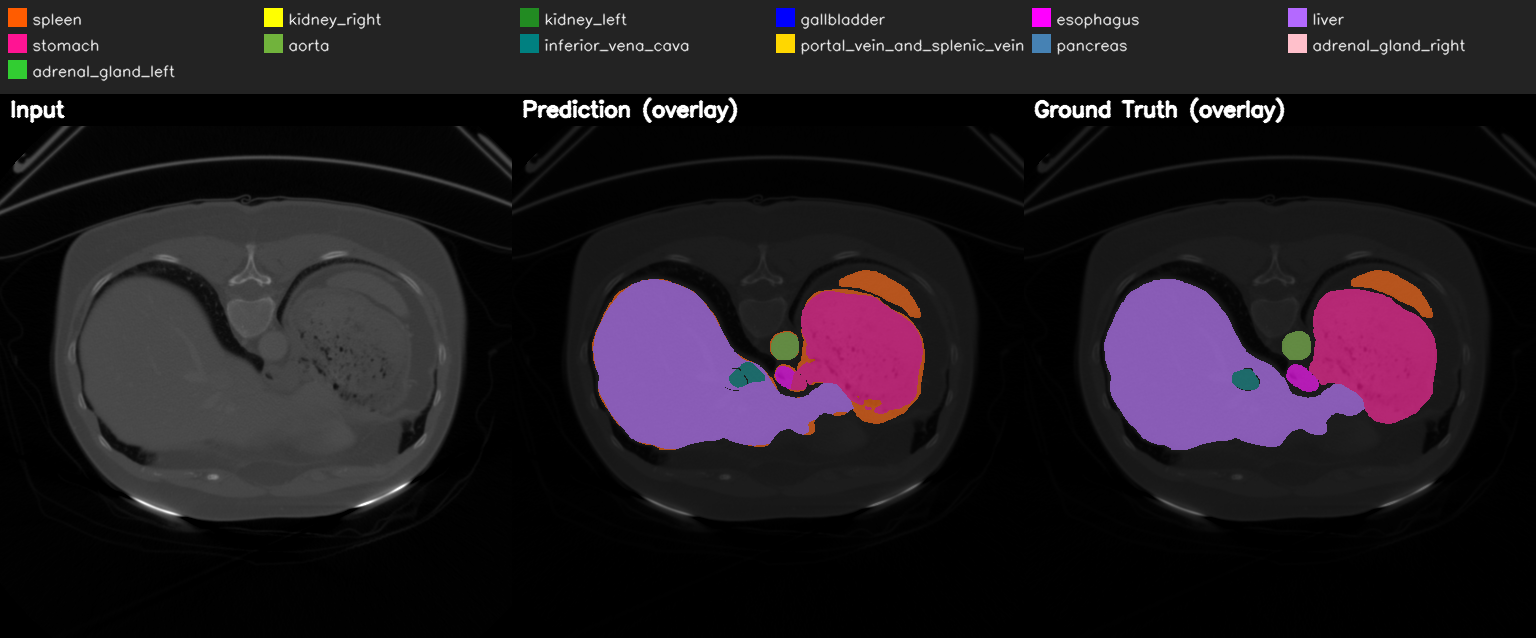 spleen kidney_right kidney_left gallbladder esophagus liver
stomach aorta inferior_vena_cava portal_vein_and_splenic_vein pancreas adrenal_gland_right
adrenal_gland_left
Input Prediction (overlay) Ground Truth (overlay)